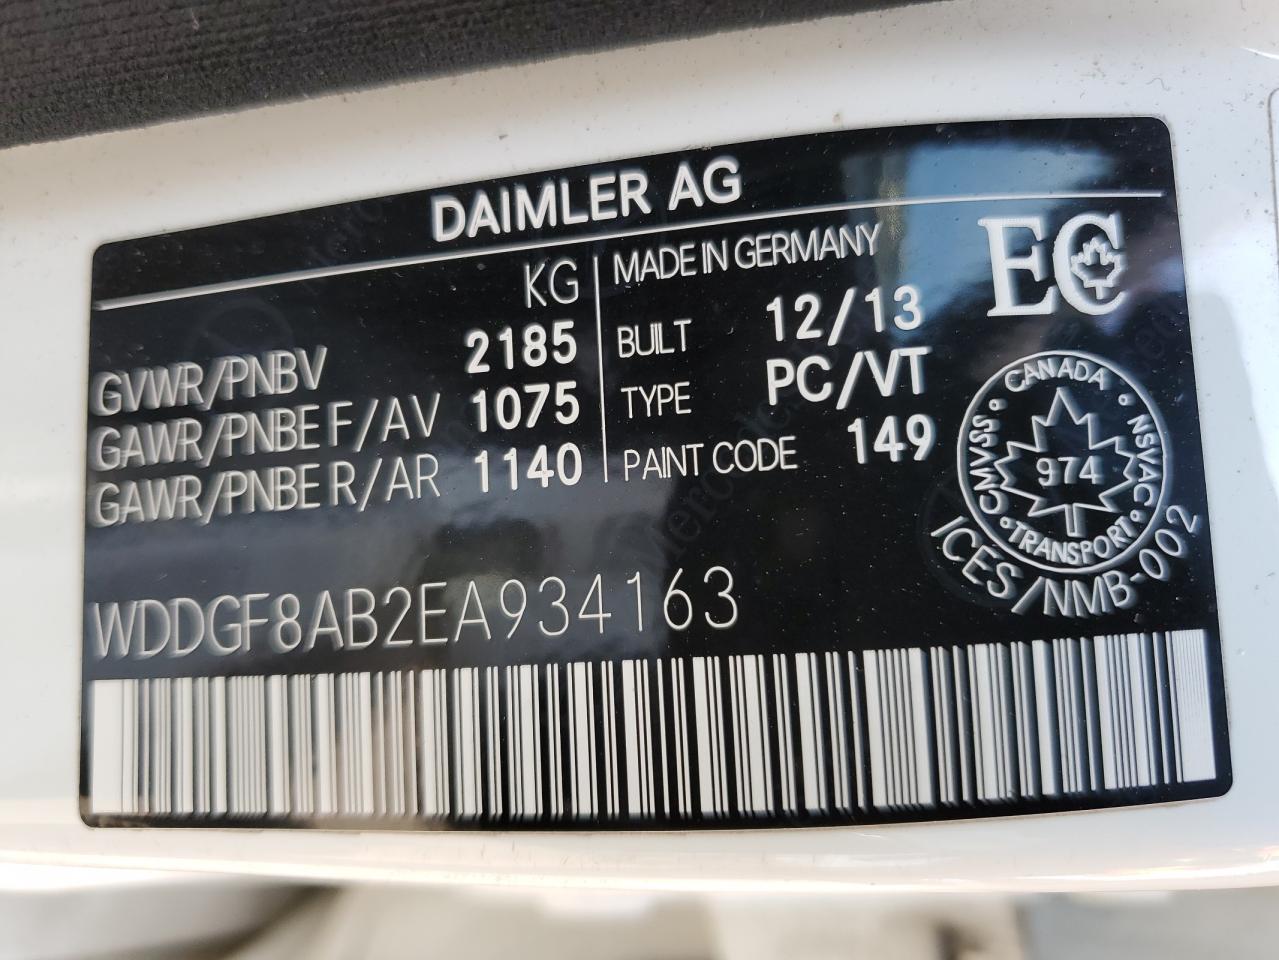 DAIMLER AG
KG
GVWR/PNBV 2185
GAWR/PNBE F/AV 1075
GAWR/PNBE R/AR 1140
MADE IN GERMANY
BUILT 12/13
TYPE PC/VT
PAINT CODE 149
EC
CANADA
CMVSS NSVAC
974
TRANSPORT
ICES/NMB-002
WDDGF8AB2EA934163